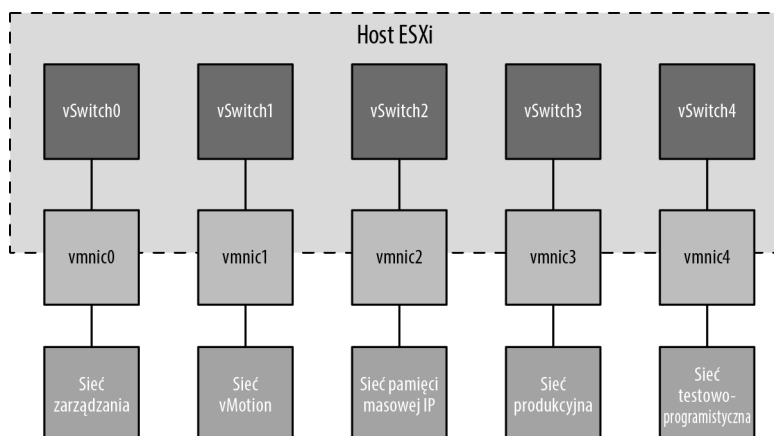 Host ESXi
vSwitch0
vSwitch1
vSwitch2
vSwitch3
vSwitch4
vmnic0
vmnic1
vmnic2
vmnic3
vmnic4
Sieć
zarządzania
Sieć
vMotion
Sieć pamięci
masowej IP
Sieć
produkcyjna
Sieć
testowo-
programistyczna